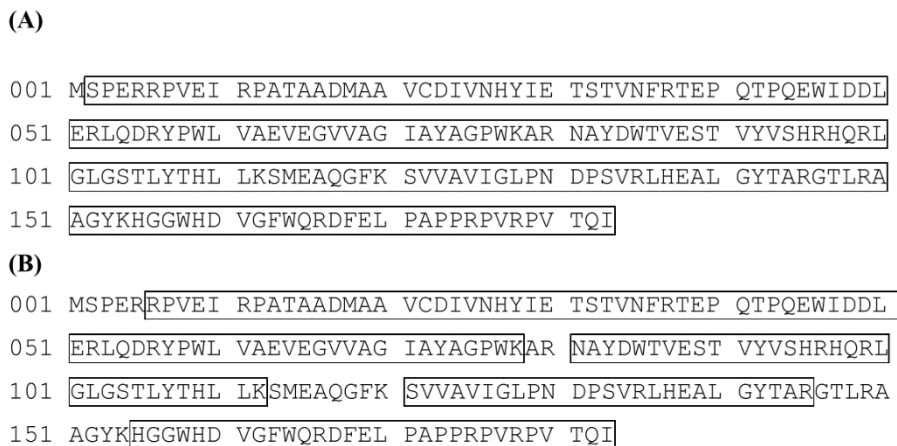 (A)
001 MSPERRPVEI RPATAADMAA VCDIVNHYIE TSTVNFRTEP QTPQEWIDDL
051 ERLQDRYPWL VAEVEGVVAG IAYAGPWKAR NAYDWTVEST VYVSHRHQRL
101 GLGSTLYTHL LKSMEAQGFK SVVAVIGLPN DPSVRLHEAL GYTARGTLRA
151 AGYKHGGWHD VGFWQRDFEL PAPPRPVRPV TQI
(B)
001 MSPERRPVEI RPATAADMAA VCDIVNHYIE TSTVNFRTEP QTPQEWIDDL
051 ERLQDRYPWL VAEVEGVVAG IAYAGPWKAR NAYDWTVEST VYVSHRHQRL
101 GLGSTLYTHL LKSMEAQGFK SVVAVIGLPN DPSVRLHEAL GYTARGTLRA
151 AGYKHGGWHD VGFWQRDFEL PAPPRPVRPV TQI